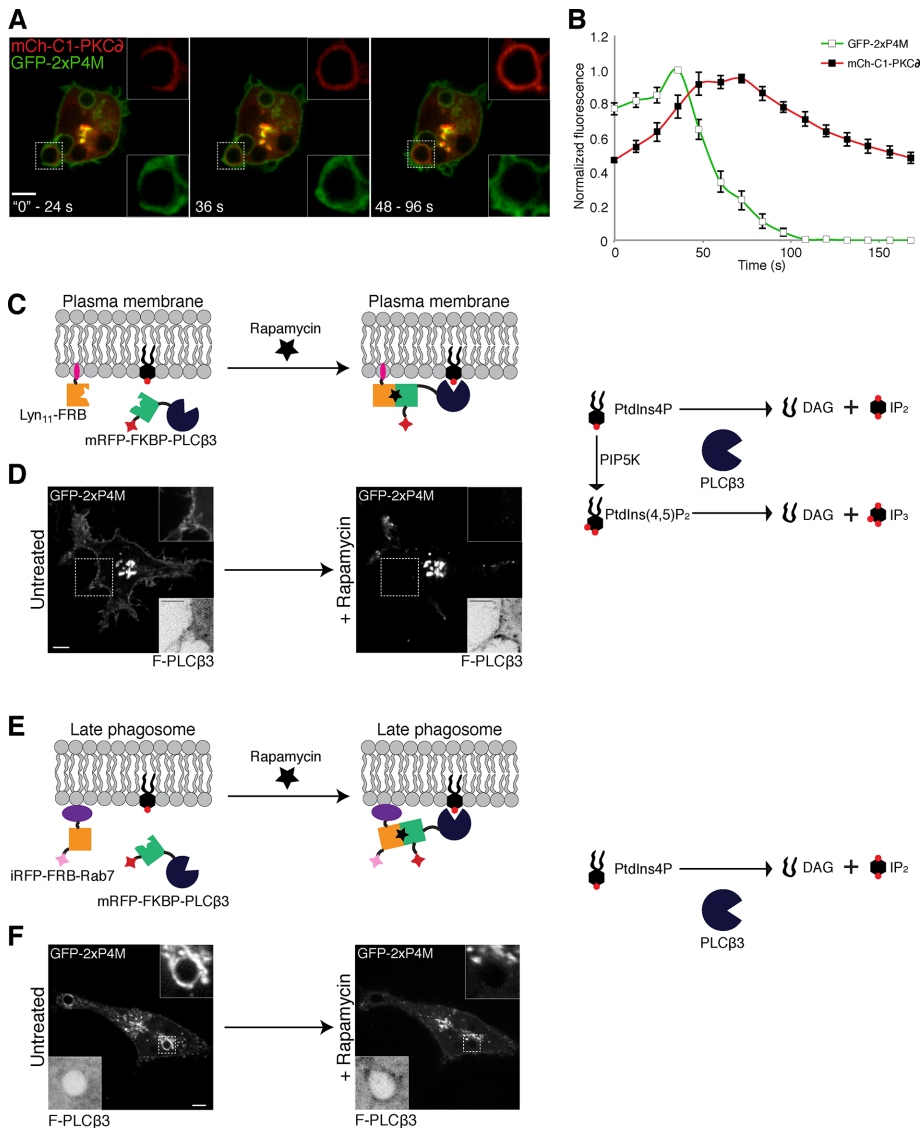 A
mCh-C1-PKC∂
GFP-2xP4M
"0" - 24 s
36 s
48 - 96 s
B
Normalized fluorescence
1.2
1.0
0.8
0.6
0.4
0.2
0
0
50
100
150
Time (s)
GFP-2xP4M
mCh-C1-PKC∂
C
Plasma membrane
Rapamycin
Plasma membrane
Lyn₁₁-FRB
mRFP-FKBP-PLCβ3
PtdIns4P
DAG + IP₂
PIP5K
PLCβ3
PtdIns(4,5)P₂
DAG + IP₃
D
Untreated
GFP-2xP4M
F-PLCβ3
+ Rapamycin
F-PLCβ3
E
Late phagosome
Rapamycin
Late phagosome
iRFP-FRB-Rab7
mRFP-FKBP-PLCβ3
PtdIns4P
DAG + IP₂
PLCβ3
F
Untreated
GFP-2xP4M
F-PLCβ3
+ Rapamycin
GFP-2xP4M
F-PLCβ3